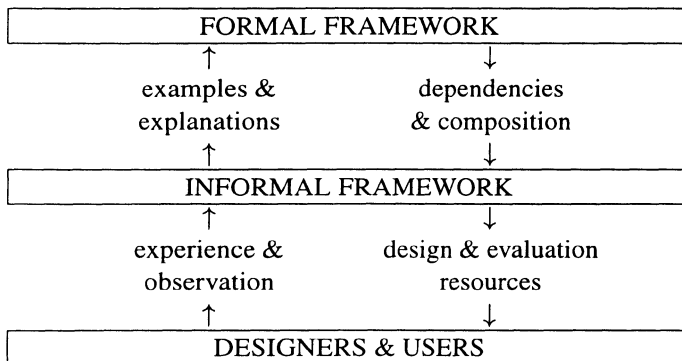 FORMAL FRAMEWORK
↑ ↓
examples & dependencies
explanations & composition
↑ ↓
INFORMAL FRAMEWORK
↑ ↓
experience & design & evaluation
observation resources
↑ ↓
DESIGNERS & USERS